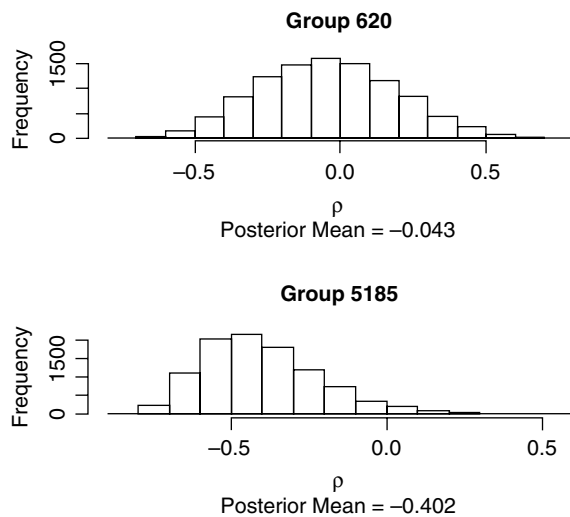 Group 620
Frequency
1500
0
−0.5
0.0
0.5
ρ
Posterior Mean = −0.043
Group 5185
Frequency
1500
0
−0.5
0.0
0.5
ρ
Posterior Mean = −0.402